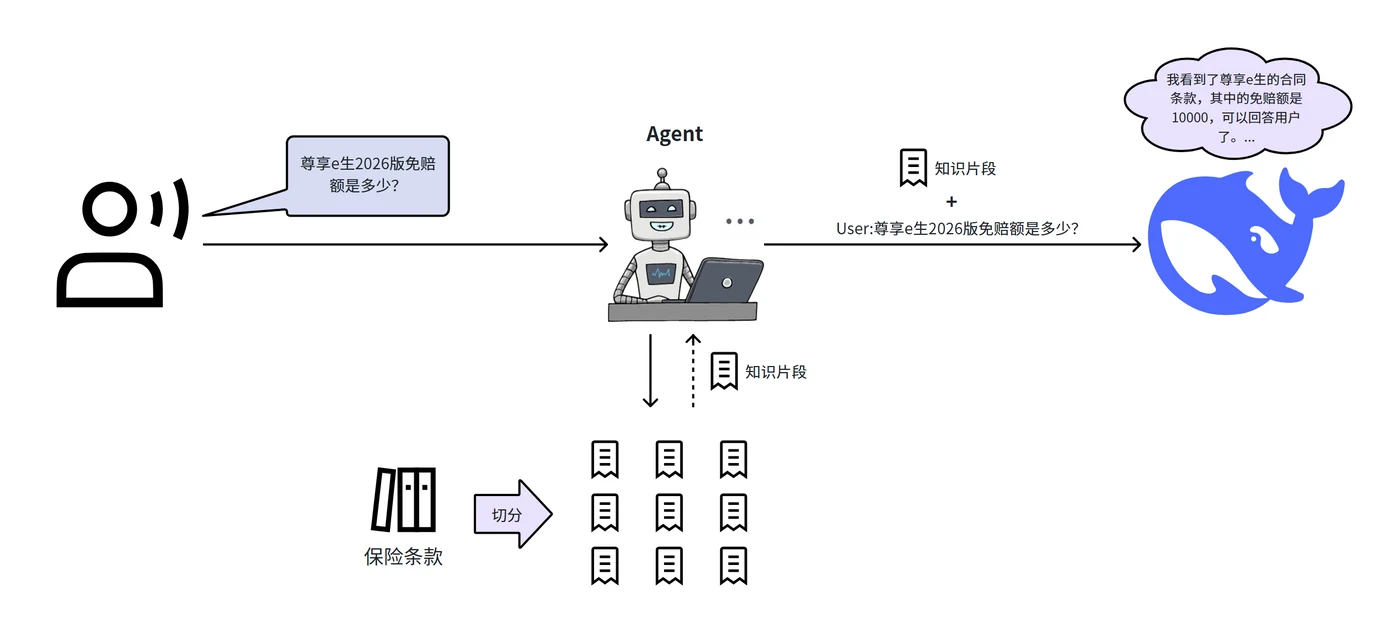 我看到了尊享e生的合同
条款，其中的免赔额是
10000，可以回答用户
了。...
Agent
尊享e生2026版免赔
额是多少?
知识片段
+
User:尊享e生2026版免赔额是多少?
知识片段
切分
保险条款